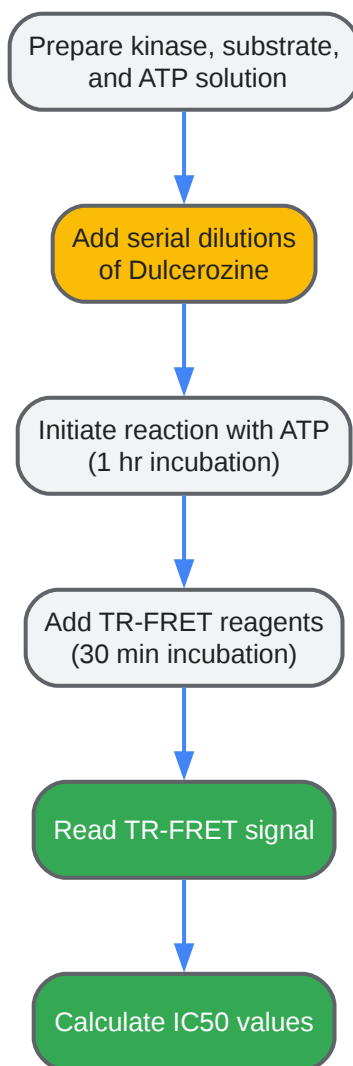 Prepare kinase, substrate,
and ATP solution
Add serial dilutions
of Dulcerozine
Initiate reaction with ATP
(1 hr incubation)
Add TR-FRET reagents
(30 min incubation)
Read TR-FRET signal
Calculate IC50 values